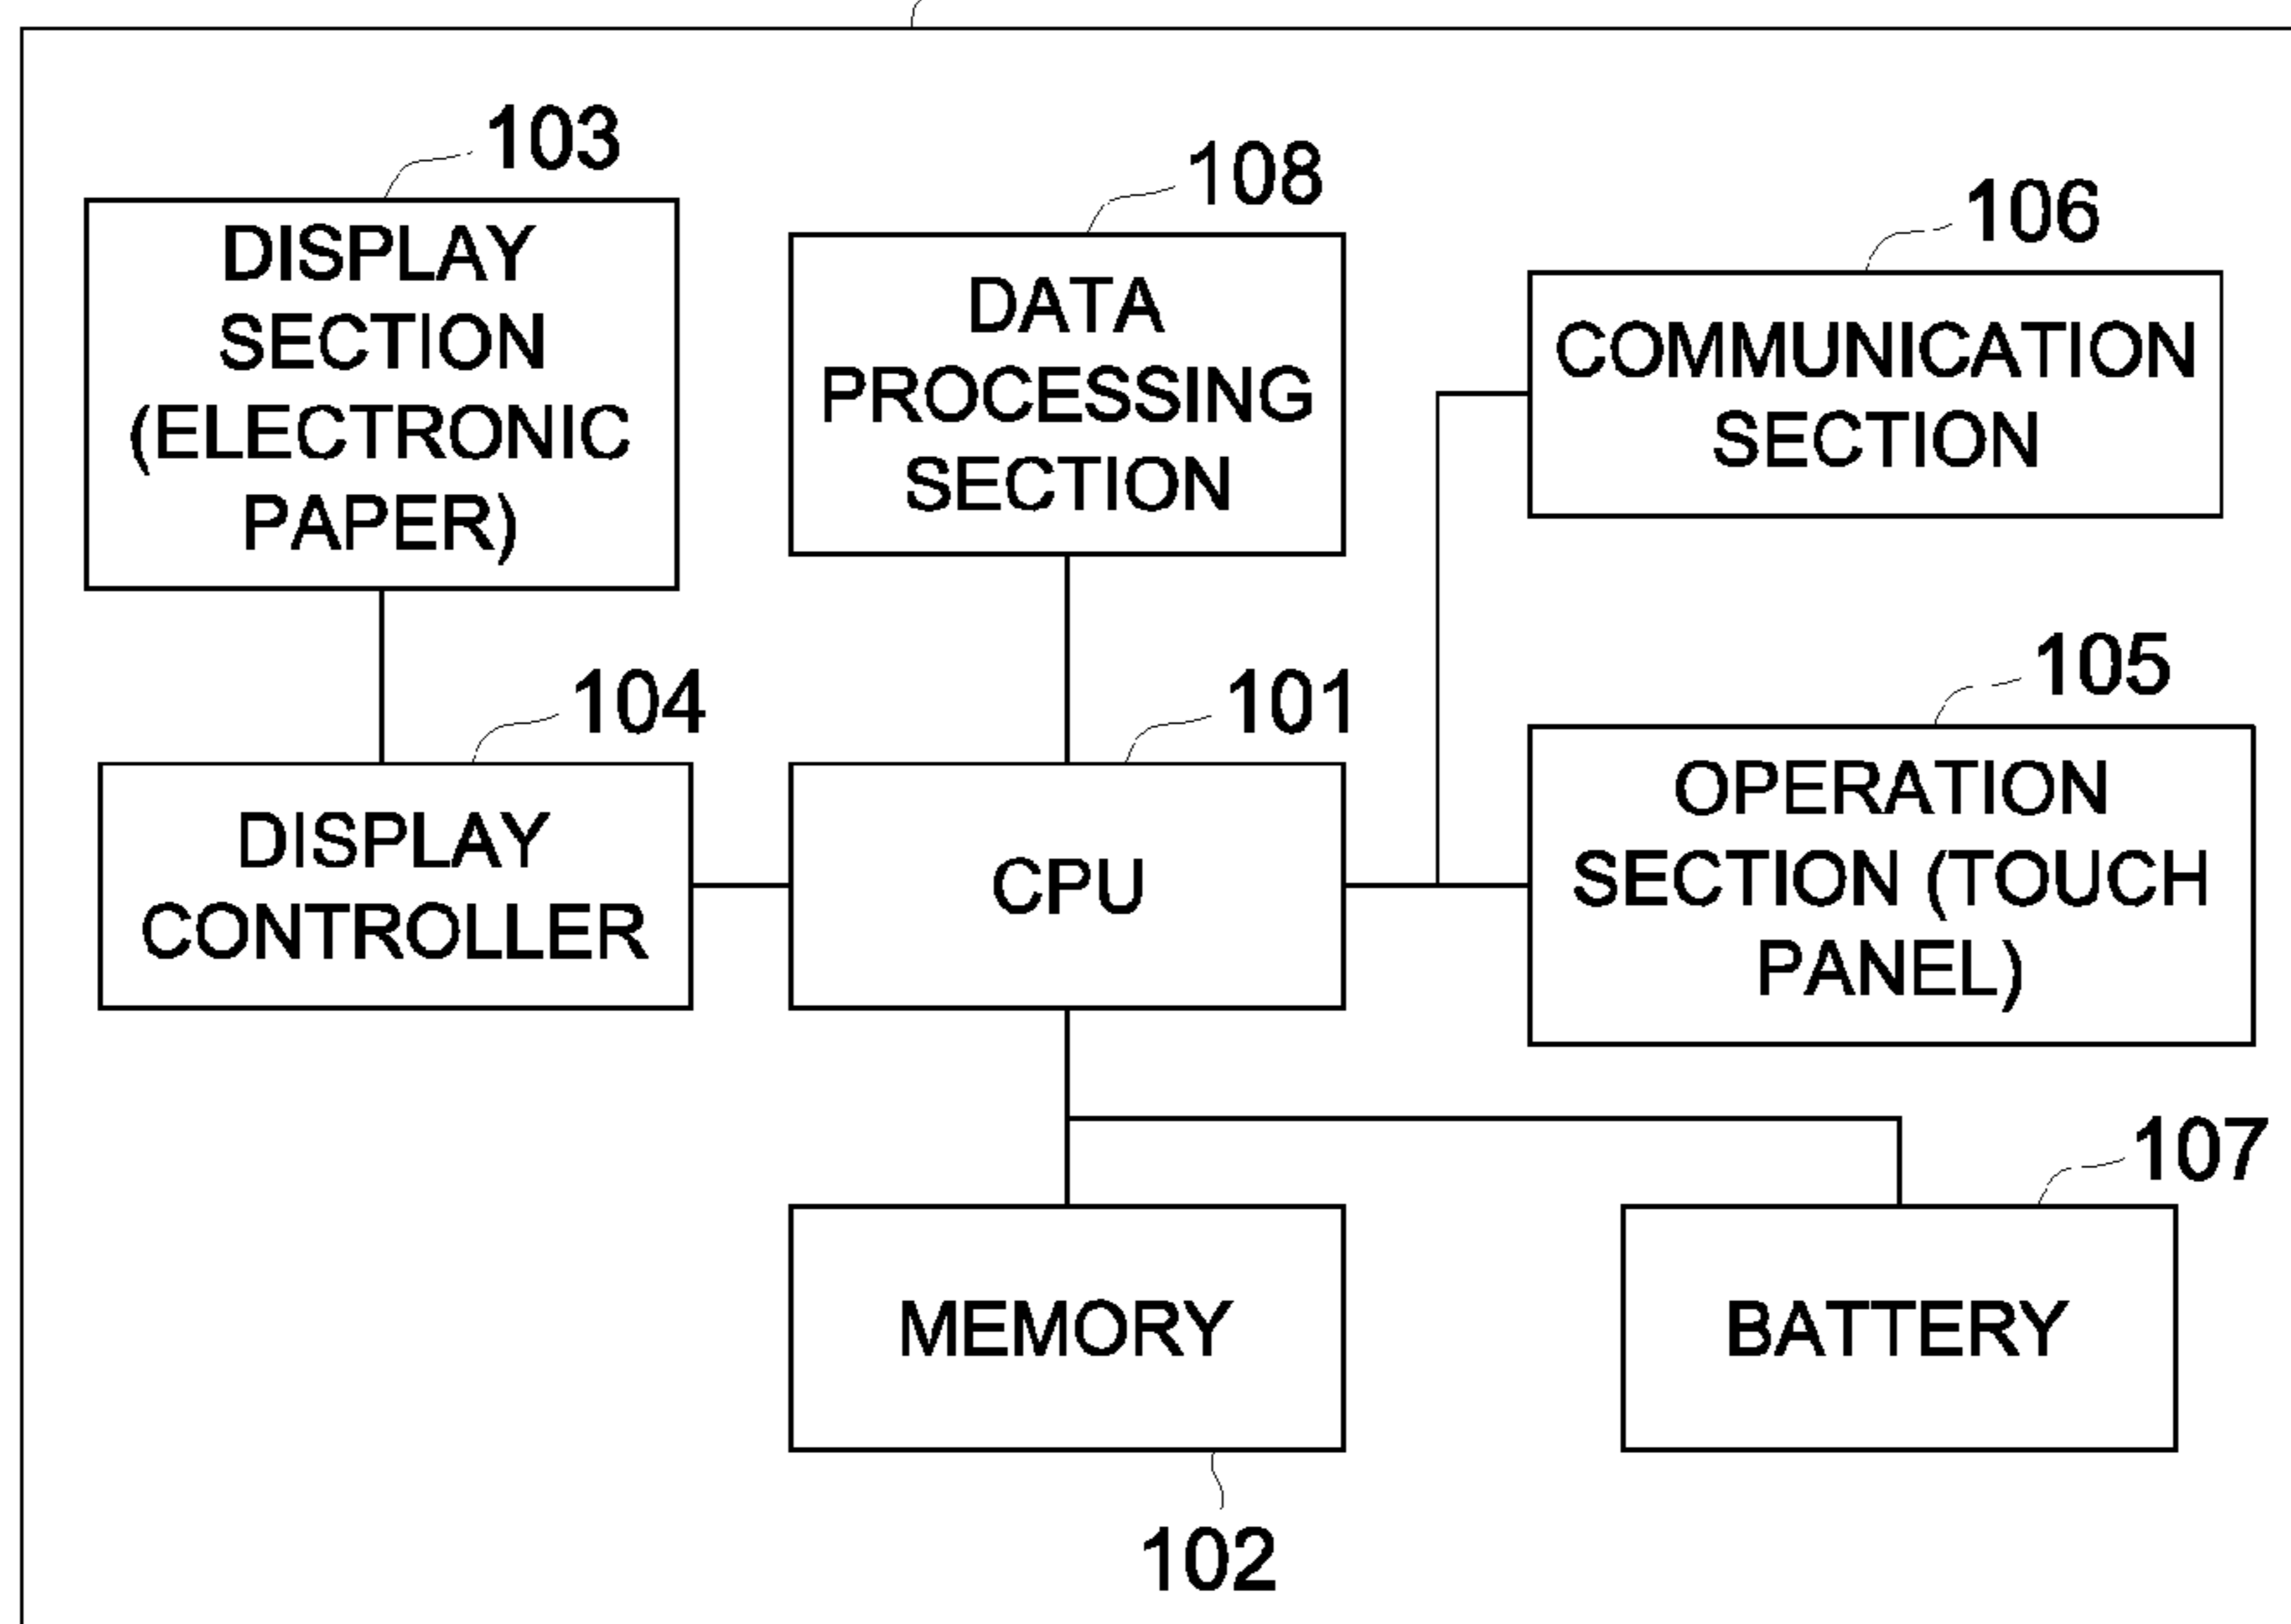 103
DISPLAY
SECTION
(ELECTRONIC
PAPER)
108
DATA
PROCESSING
SECTION
106
COMMUNICATION
SECTION
104
DISPLAY
CONTROLLER
101
CPU
105
OPERATION
SECTION (TOUCH
PANEL)
MEMORY
102
107
BATTERY